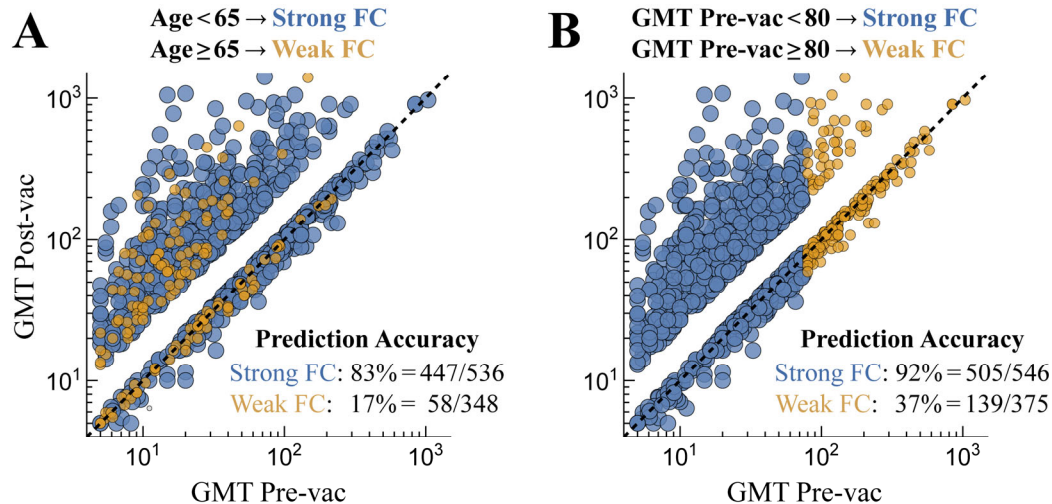 A
Age < 65 → Strong FC
Age ≥ 65 → Weak FC
GMT Post-vac
10³
10²
10¹
Prediction Accuracy
Strong FC: 83% = 447/536
Weak FC: 17% = 58/348
10¹ 10² 10³
GMT Pre-vac
B
GMT Pre-vac < 80 → Strong FC
GMT Pre-vac ≥ 80 → Weak FC
10³
10²
10¹
Prediction Accuracy
Strong FC: 92% = 505/546
Weak FC: 37% = 139/375
10¹ 10² 10³
GMT Pre-vac